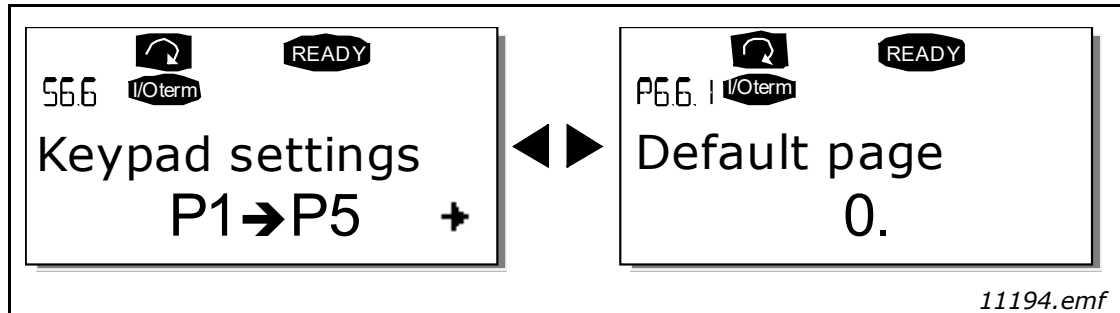 READY
S6.6 I/Oterm
Keypad settings
P1➔P5
READY
P6.6.1 I/Oterm
Default page
0.
11194.emf